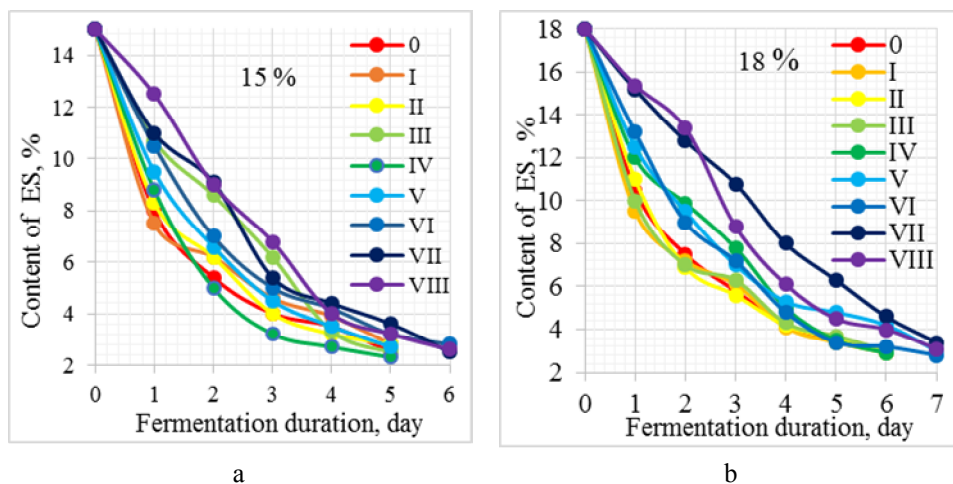 14
12
10
8
6
4
2
0 1 2 3 4 5 6
Content of ES, %
Fermentation duration, day
15 %
0
I
II
III
IV
V
VI
VII
VIII
a
18
16
14
12
10
8
6
4
2
0 1 2 3 4 5 6 7
Content of ES, %
Fermentation duration, day
18 %
0
I
II
III
IV
V
VI
VII
VIII
b